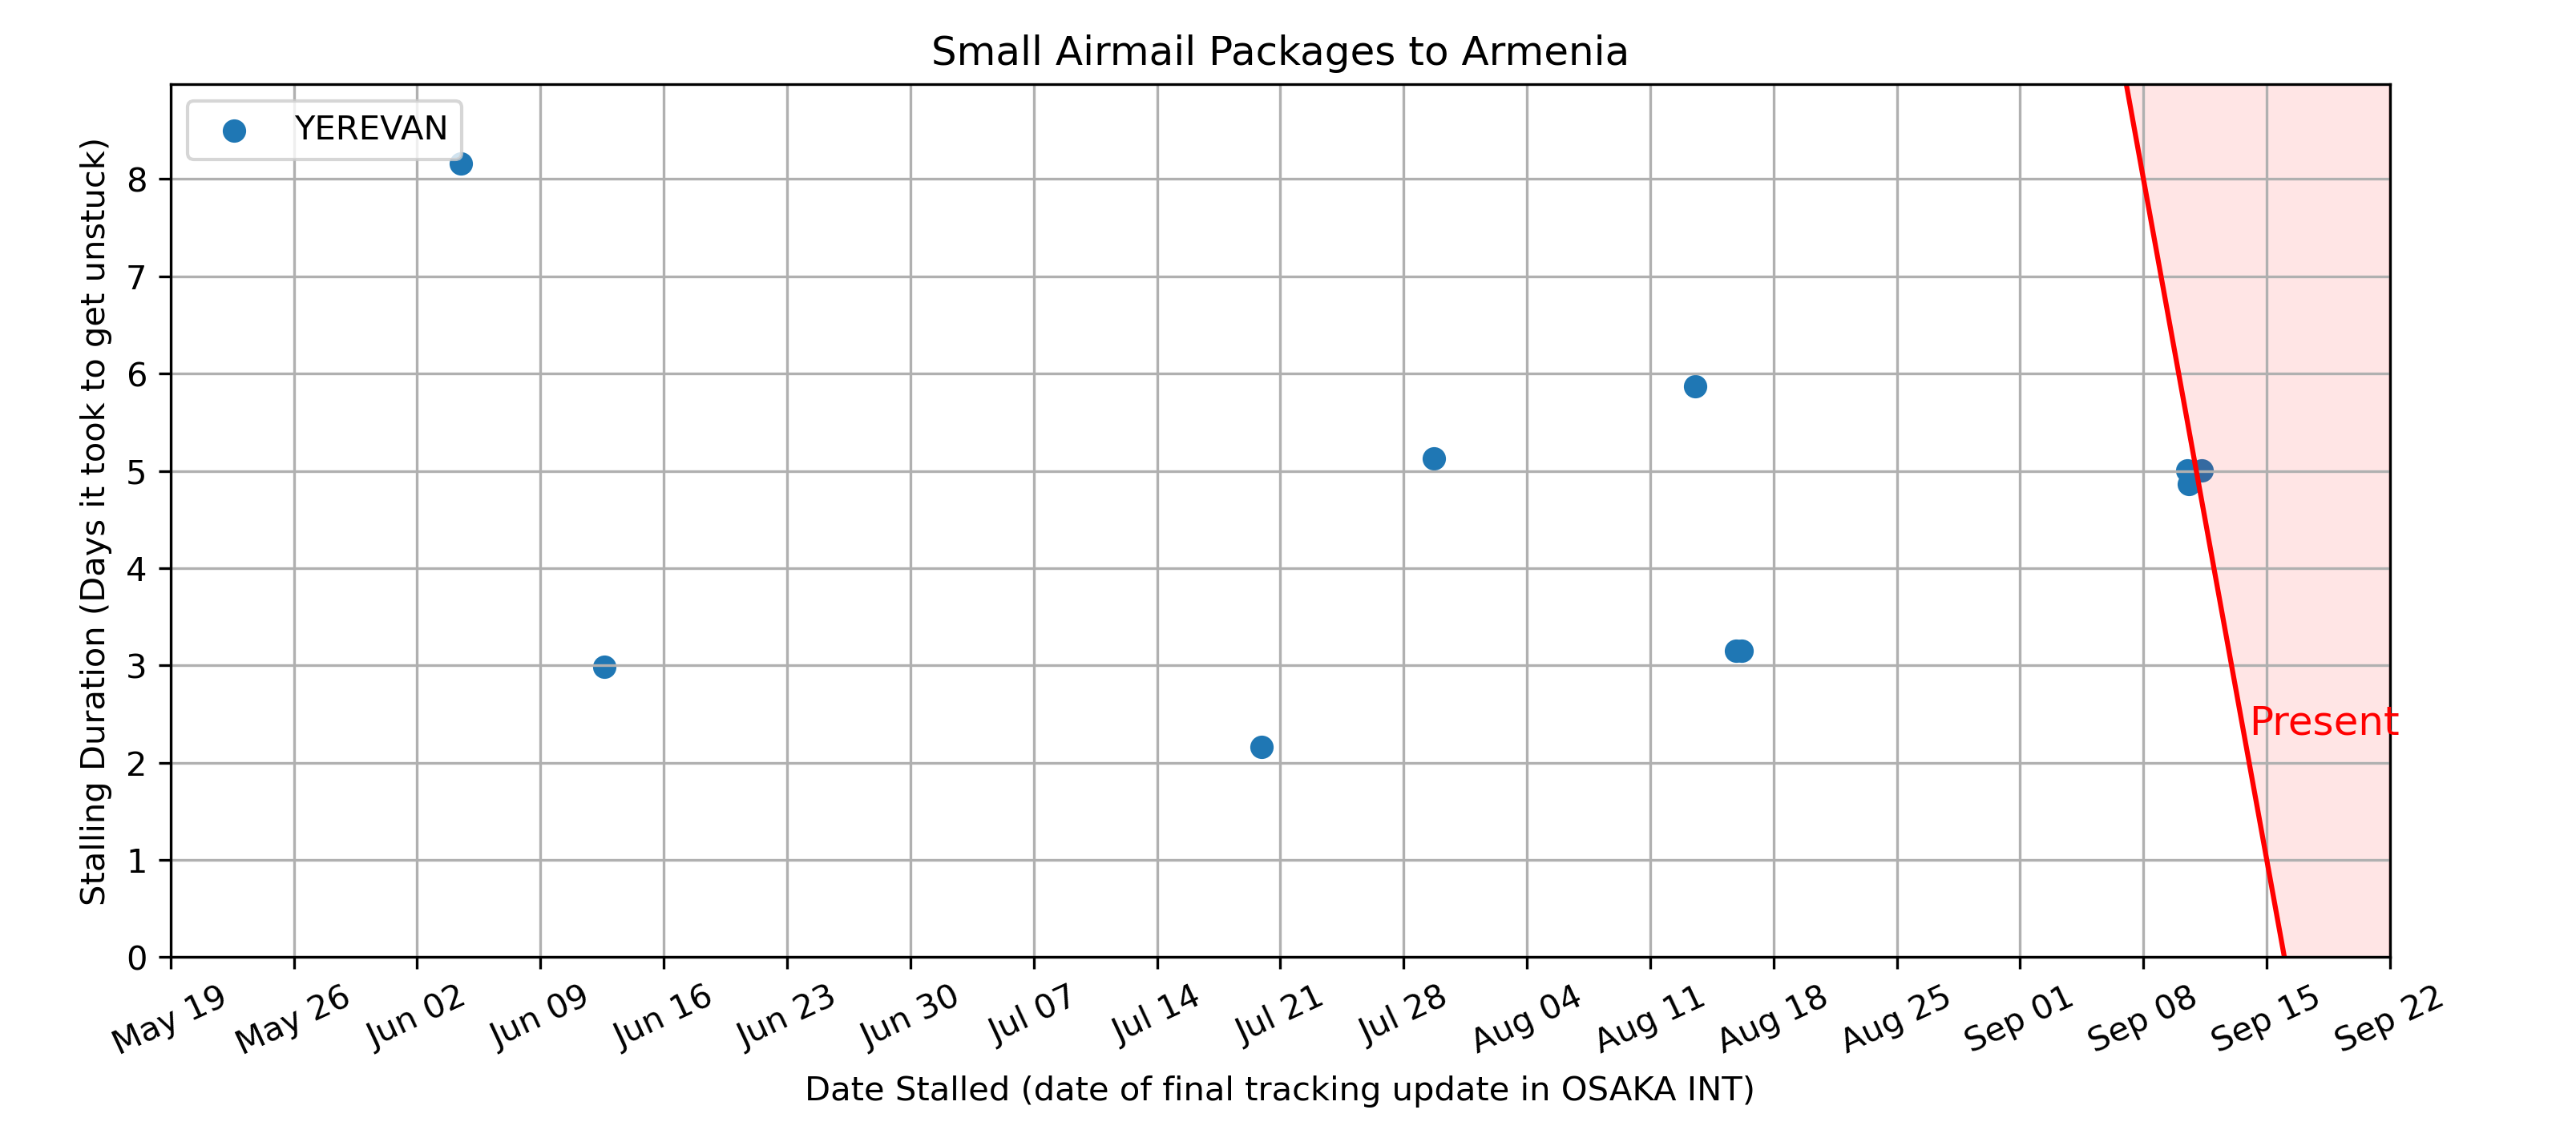 Small Airmail Packages to Armenia
YEREVAN
Stalling Duration (Days it took to get unstuck)
8
7
6
5
4
3
2
1
0
Present
May 19
May 26
Jun 02
Jun 09
Jun 16
Jun 23
Jun 30
Jul 07
Jul 14
Jul 21
Jul 28
Aug 04
Aug 11
Aug 18
Aug 25
Sep 01
Sep 08
Sep 15
Sep 22
Date Stalled (date of final tracking update in OSAKA INT)